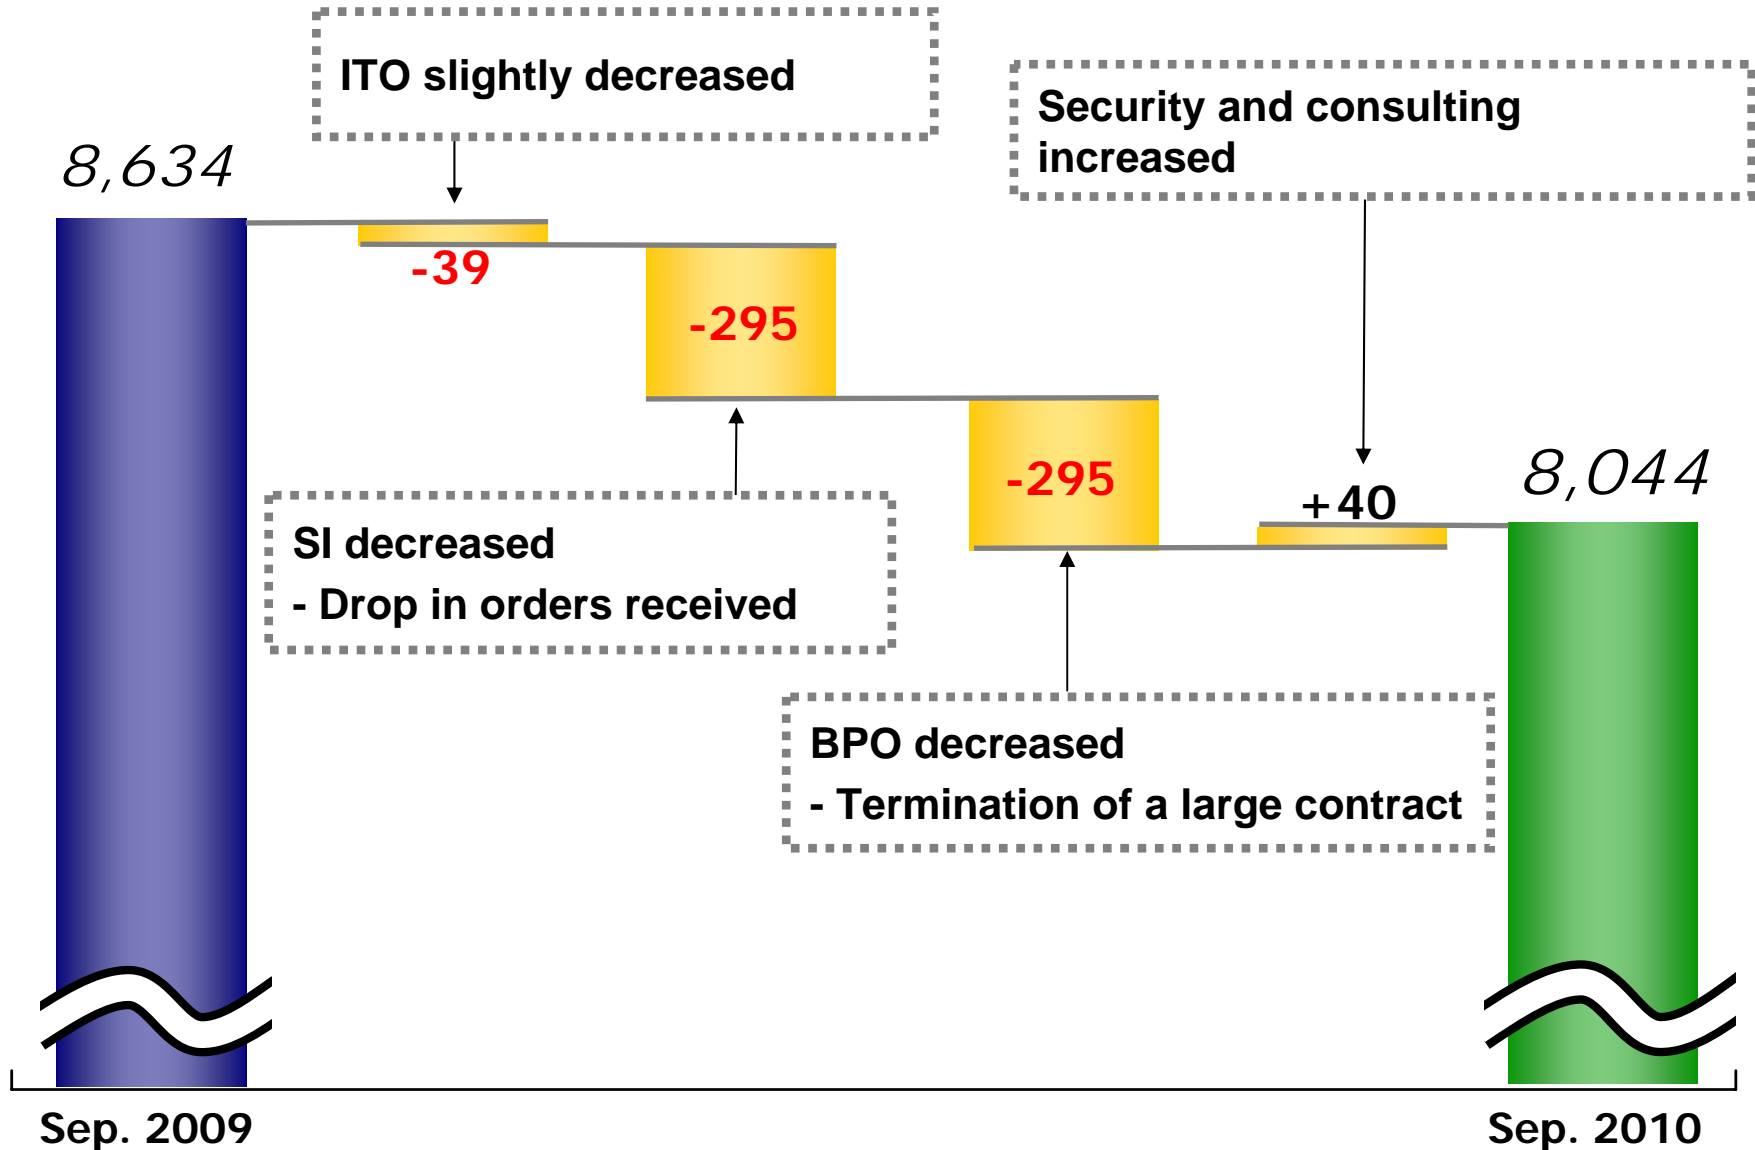 ITO slightly decreased
Security and consulting
increased
8,634
-39
-295
-295
+40
8,044
SI decreased
- Drop in orders received
BPO decreased
- Termination of a large contract
Sep. 2009
Sep. 2010